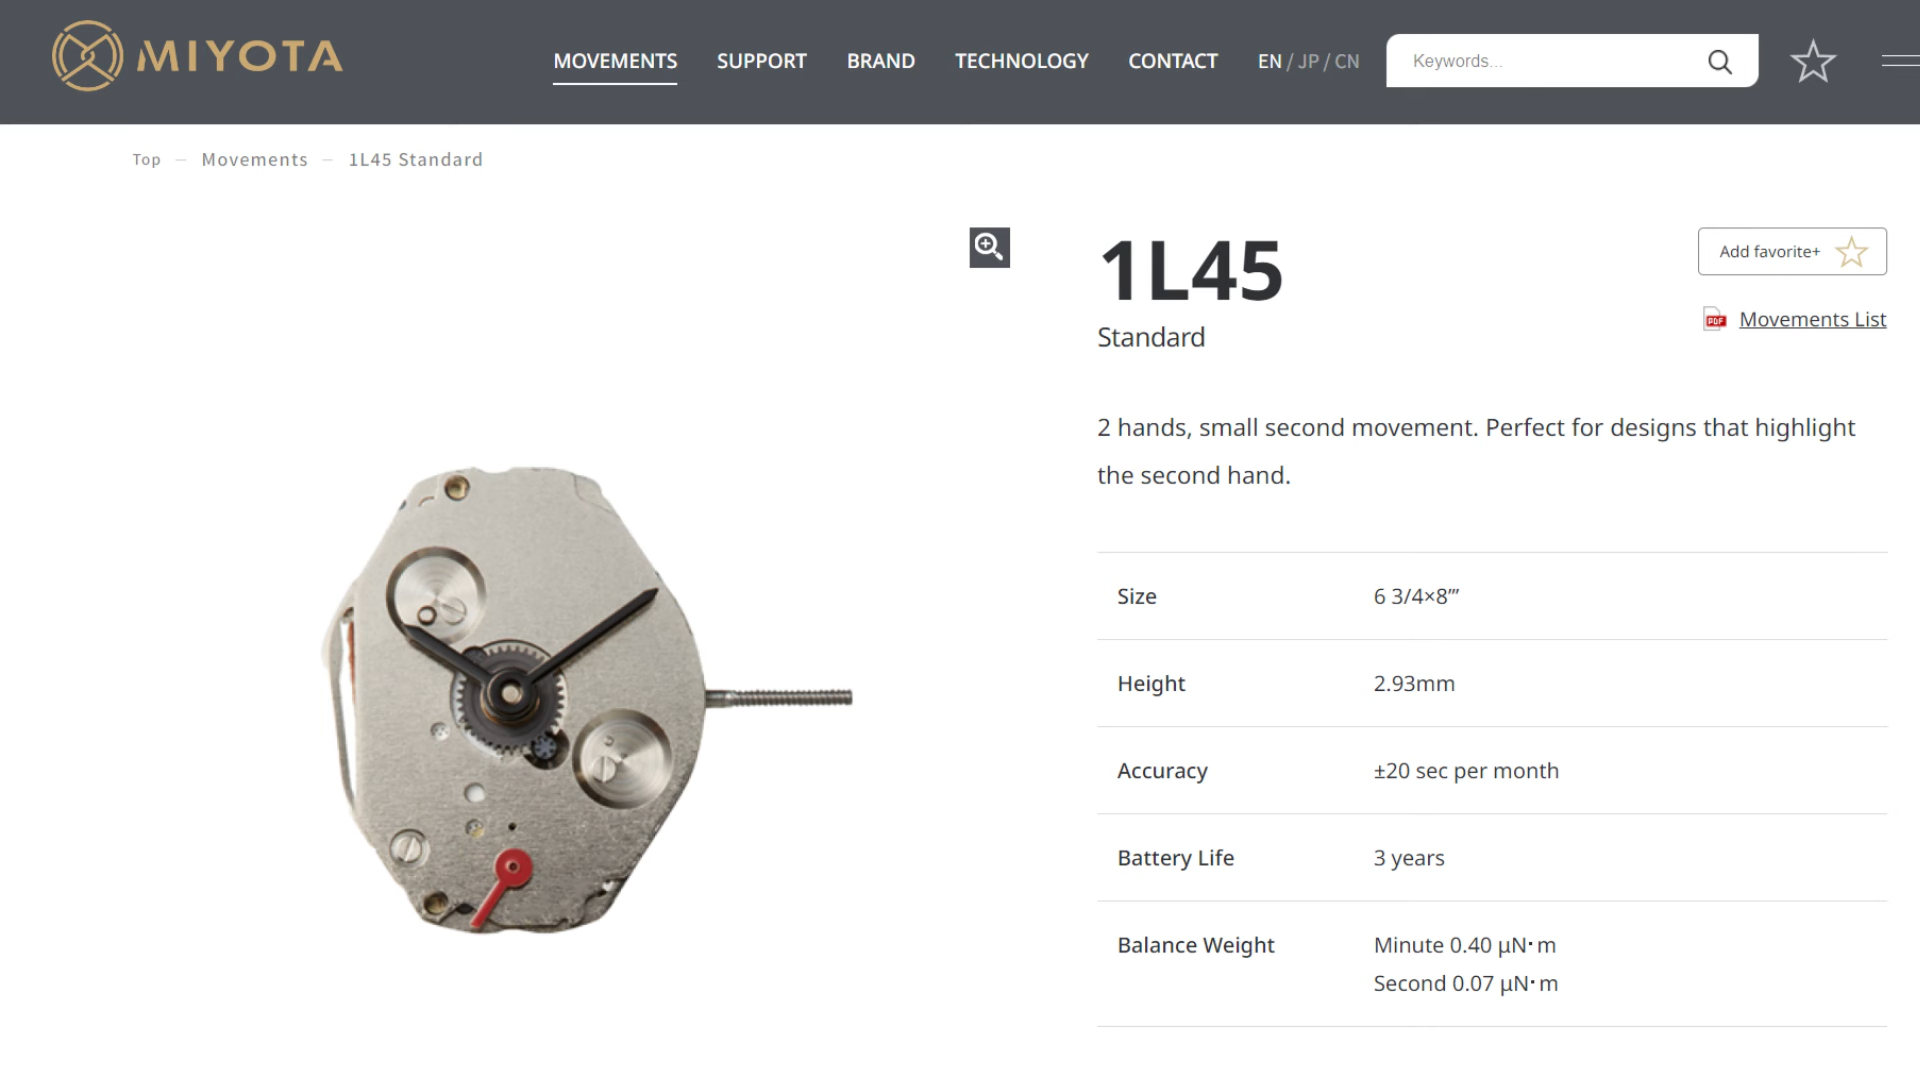 MIYOTA
MOVEMENTS
SUPPORT
BRAND
TECHNOLOGY
CONTACT
EN / JP / CN
Keywords...
Top — Movements — 1L45 Standard
1L45
Add favorite+
Standard
PDF Movements List
2 hands, small second movement. Perfect for designs that highlight
the second hand.
Size 6 3/4×8‴
Height 2.93mm
Accuracy ±20 sec per month
Battery Life 3 years
Balance Weight Minute 0.40 μN･m
Second 0.07 μN･m